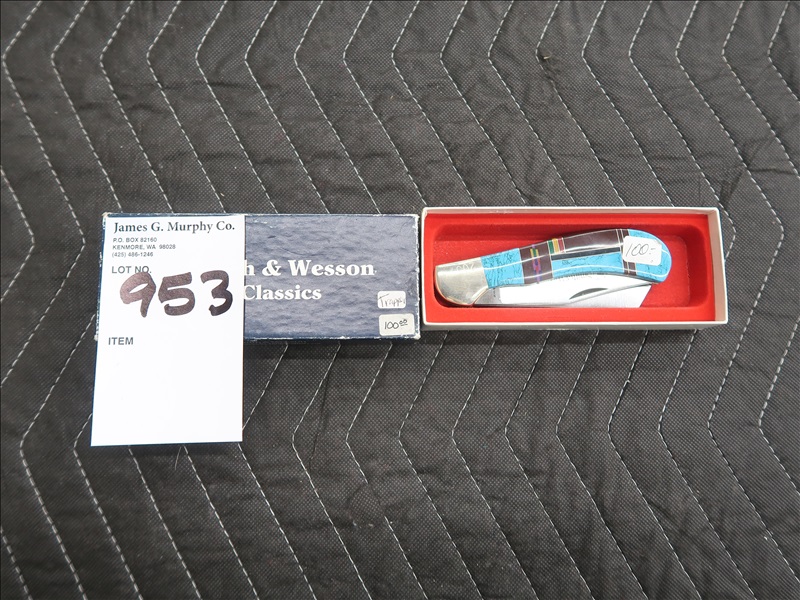 James G. Murphy Co.
P.O. BOX 82160
KENMORE, WA 98028
(425) 486-1246
LOT NO.
953
ITEM
h & Wesson
Classics
100.00
100.-